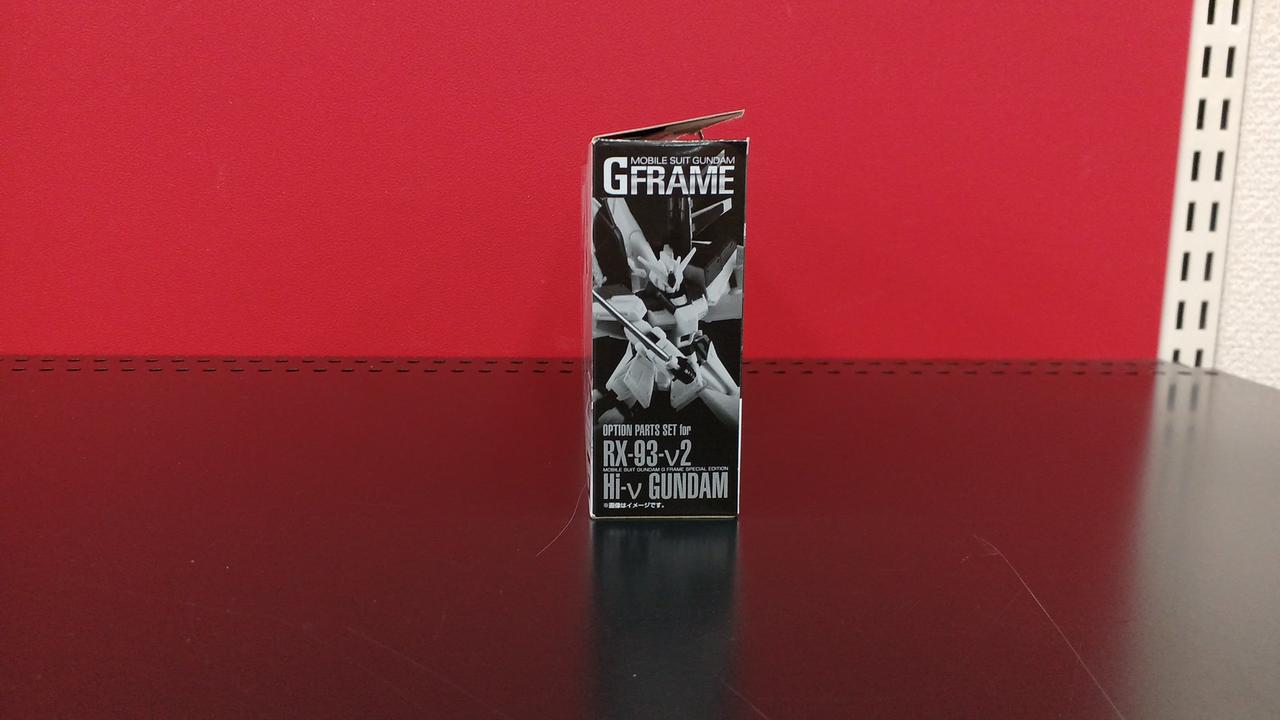 MOBILE SUIT GUNDAM
GFRAME
OPTION PARTS SET for
RX-93-ν2
MOBILE SUIT GUNDAM G FRAME SPECIAL EDITION
Hi-ν GUNDAM
※画像はイメージです。